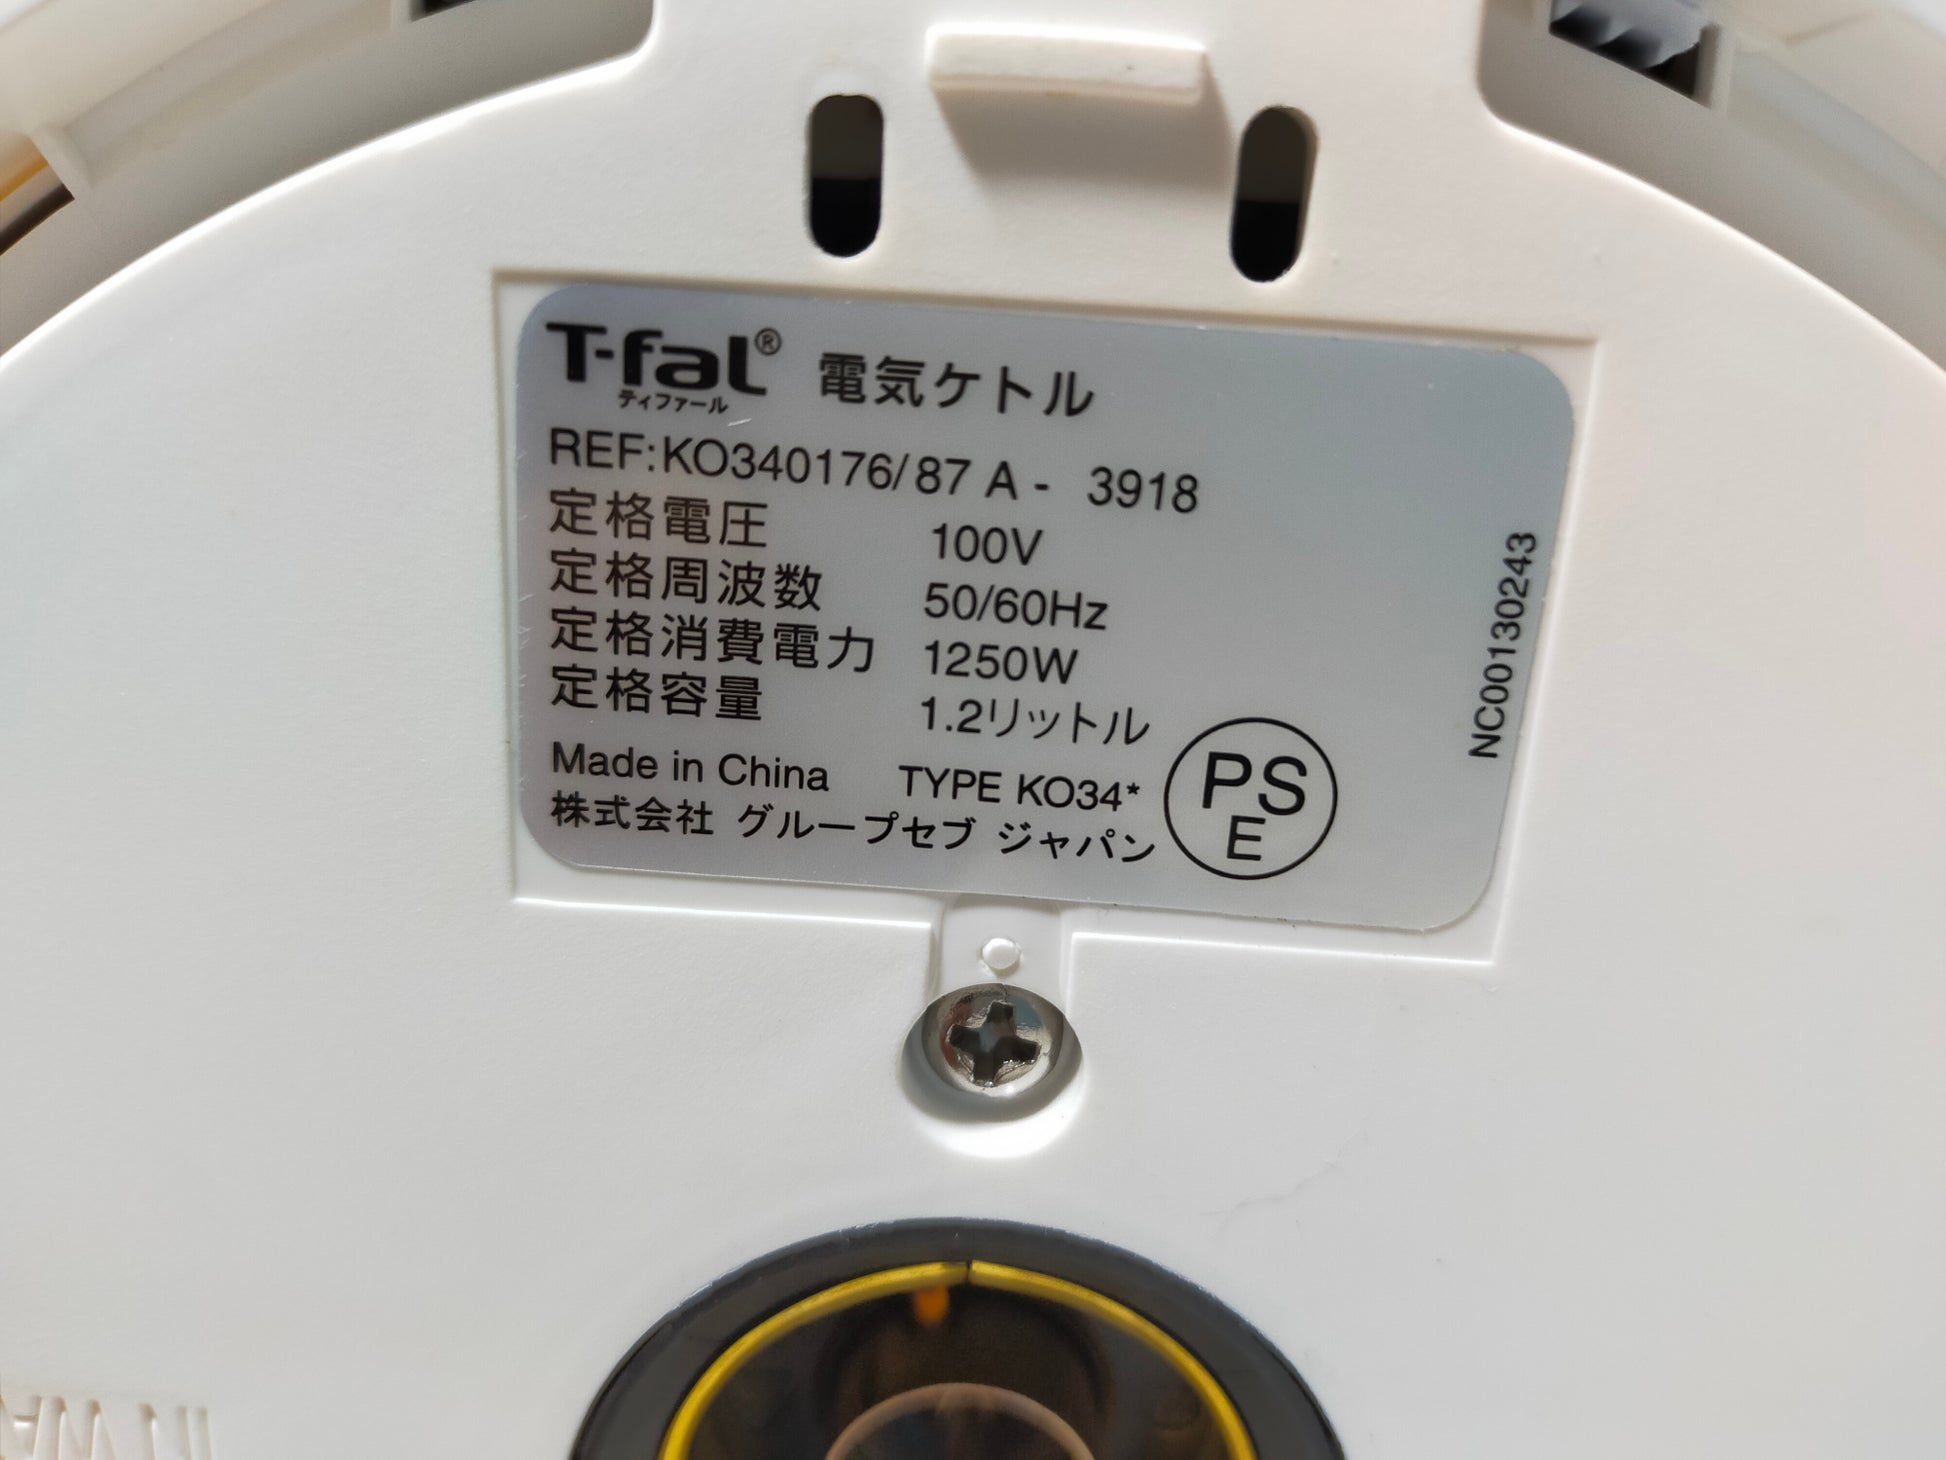 T-fal® 電気ケトル
ティファール
REF:KO340176/87 A - 3918
定格電圧 100V
定格周波数 50/60Hz
定格消費電力 1250W
定格容量 1.2リットル
Made in China TYPE KO34*
株式会社 グループセブ ジャパン
PS
E
NC00130243